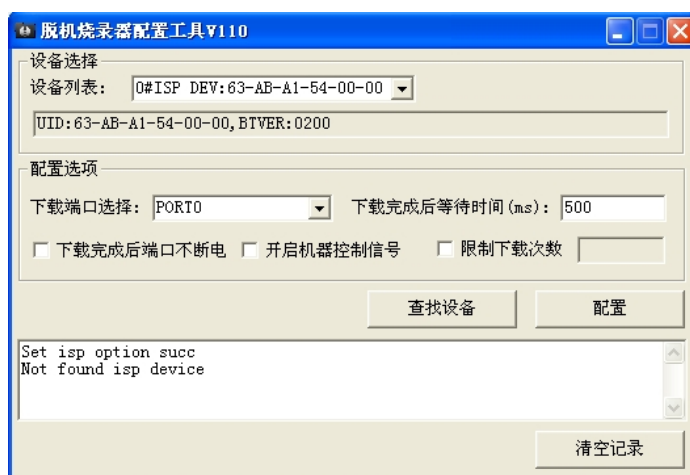 脱机烧录器配置工具V110
设备选择
设备列表: 0#ISP DEV:63-AB-A1-54-00-00
UID:63-AB-A1-54-00-00,BTVER:0200
配置选项
下载端口选择: PORT0 下载完成后等待时间(ms): 500
下载完成后端口不断电 开启机器控制信号 限制下载次数
查找设备 配置
Set isp option succ
Not found isp device
清空记录